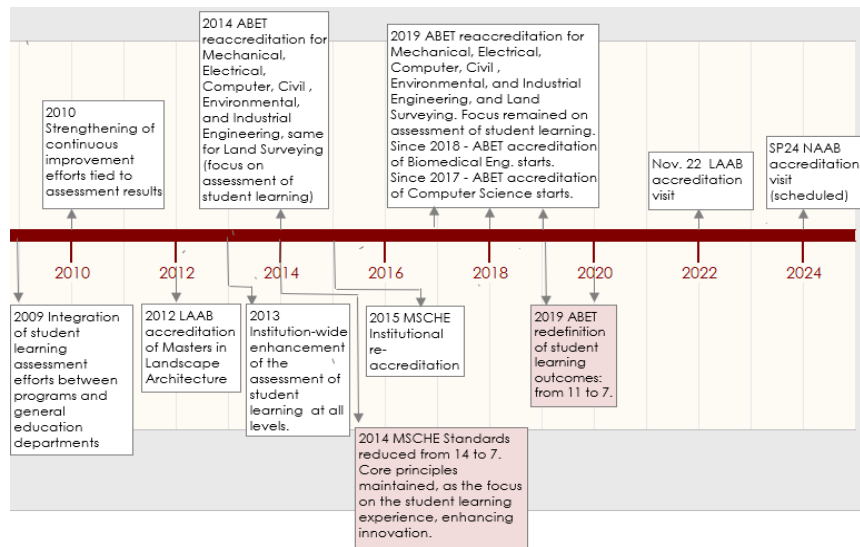 2014 ABET
reaccreditation for
Mechanical,
Electrical,
Computer, Civil ,
Environmental,
and Industrial
Engineering, same
for Land Surveying
(focus on
assessment of
student learning)
2019 ABET reaccreditation for
Mechanical, Electrical,
Computer, Civil ,
Environmental, and Industrial
Engineering, and Land
Surveying. Focus remained on
assessment of student learning.
Since 2018 - ABET accreditation
of Biomedical Eng. starts.
Since 2017 - ABET accreditation
of Computer Science starts.
2010
Strengthening of
continuous
improvement
efforts tied to
assessment results
Nov. 22 LAAB
accreditation
visit
SP24 NAAB
accreditation
visit
(scheduled)
2010
2012
2014
2016
2018
2020
2022
2024
2009 Integration
of student
learning
assessment
efforts between
programs and
general
education
departments
2012 LAAB
accreditation
of Masters in
Landscape
Architecture
2013
Institution-wide
enhancement
of the
assessment of
student
learning at all
levels.
2015 MSCHE
Institutional
re-
accreditation
2019 ABET
redefinition
of student
learning
outcomes:
from 11 to 7.
2014 MSCHE Standards
reduced from 14 to 7.
Core principles
maintained, as the focus
on the student learning
experience, enhancing
innovation.